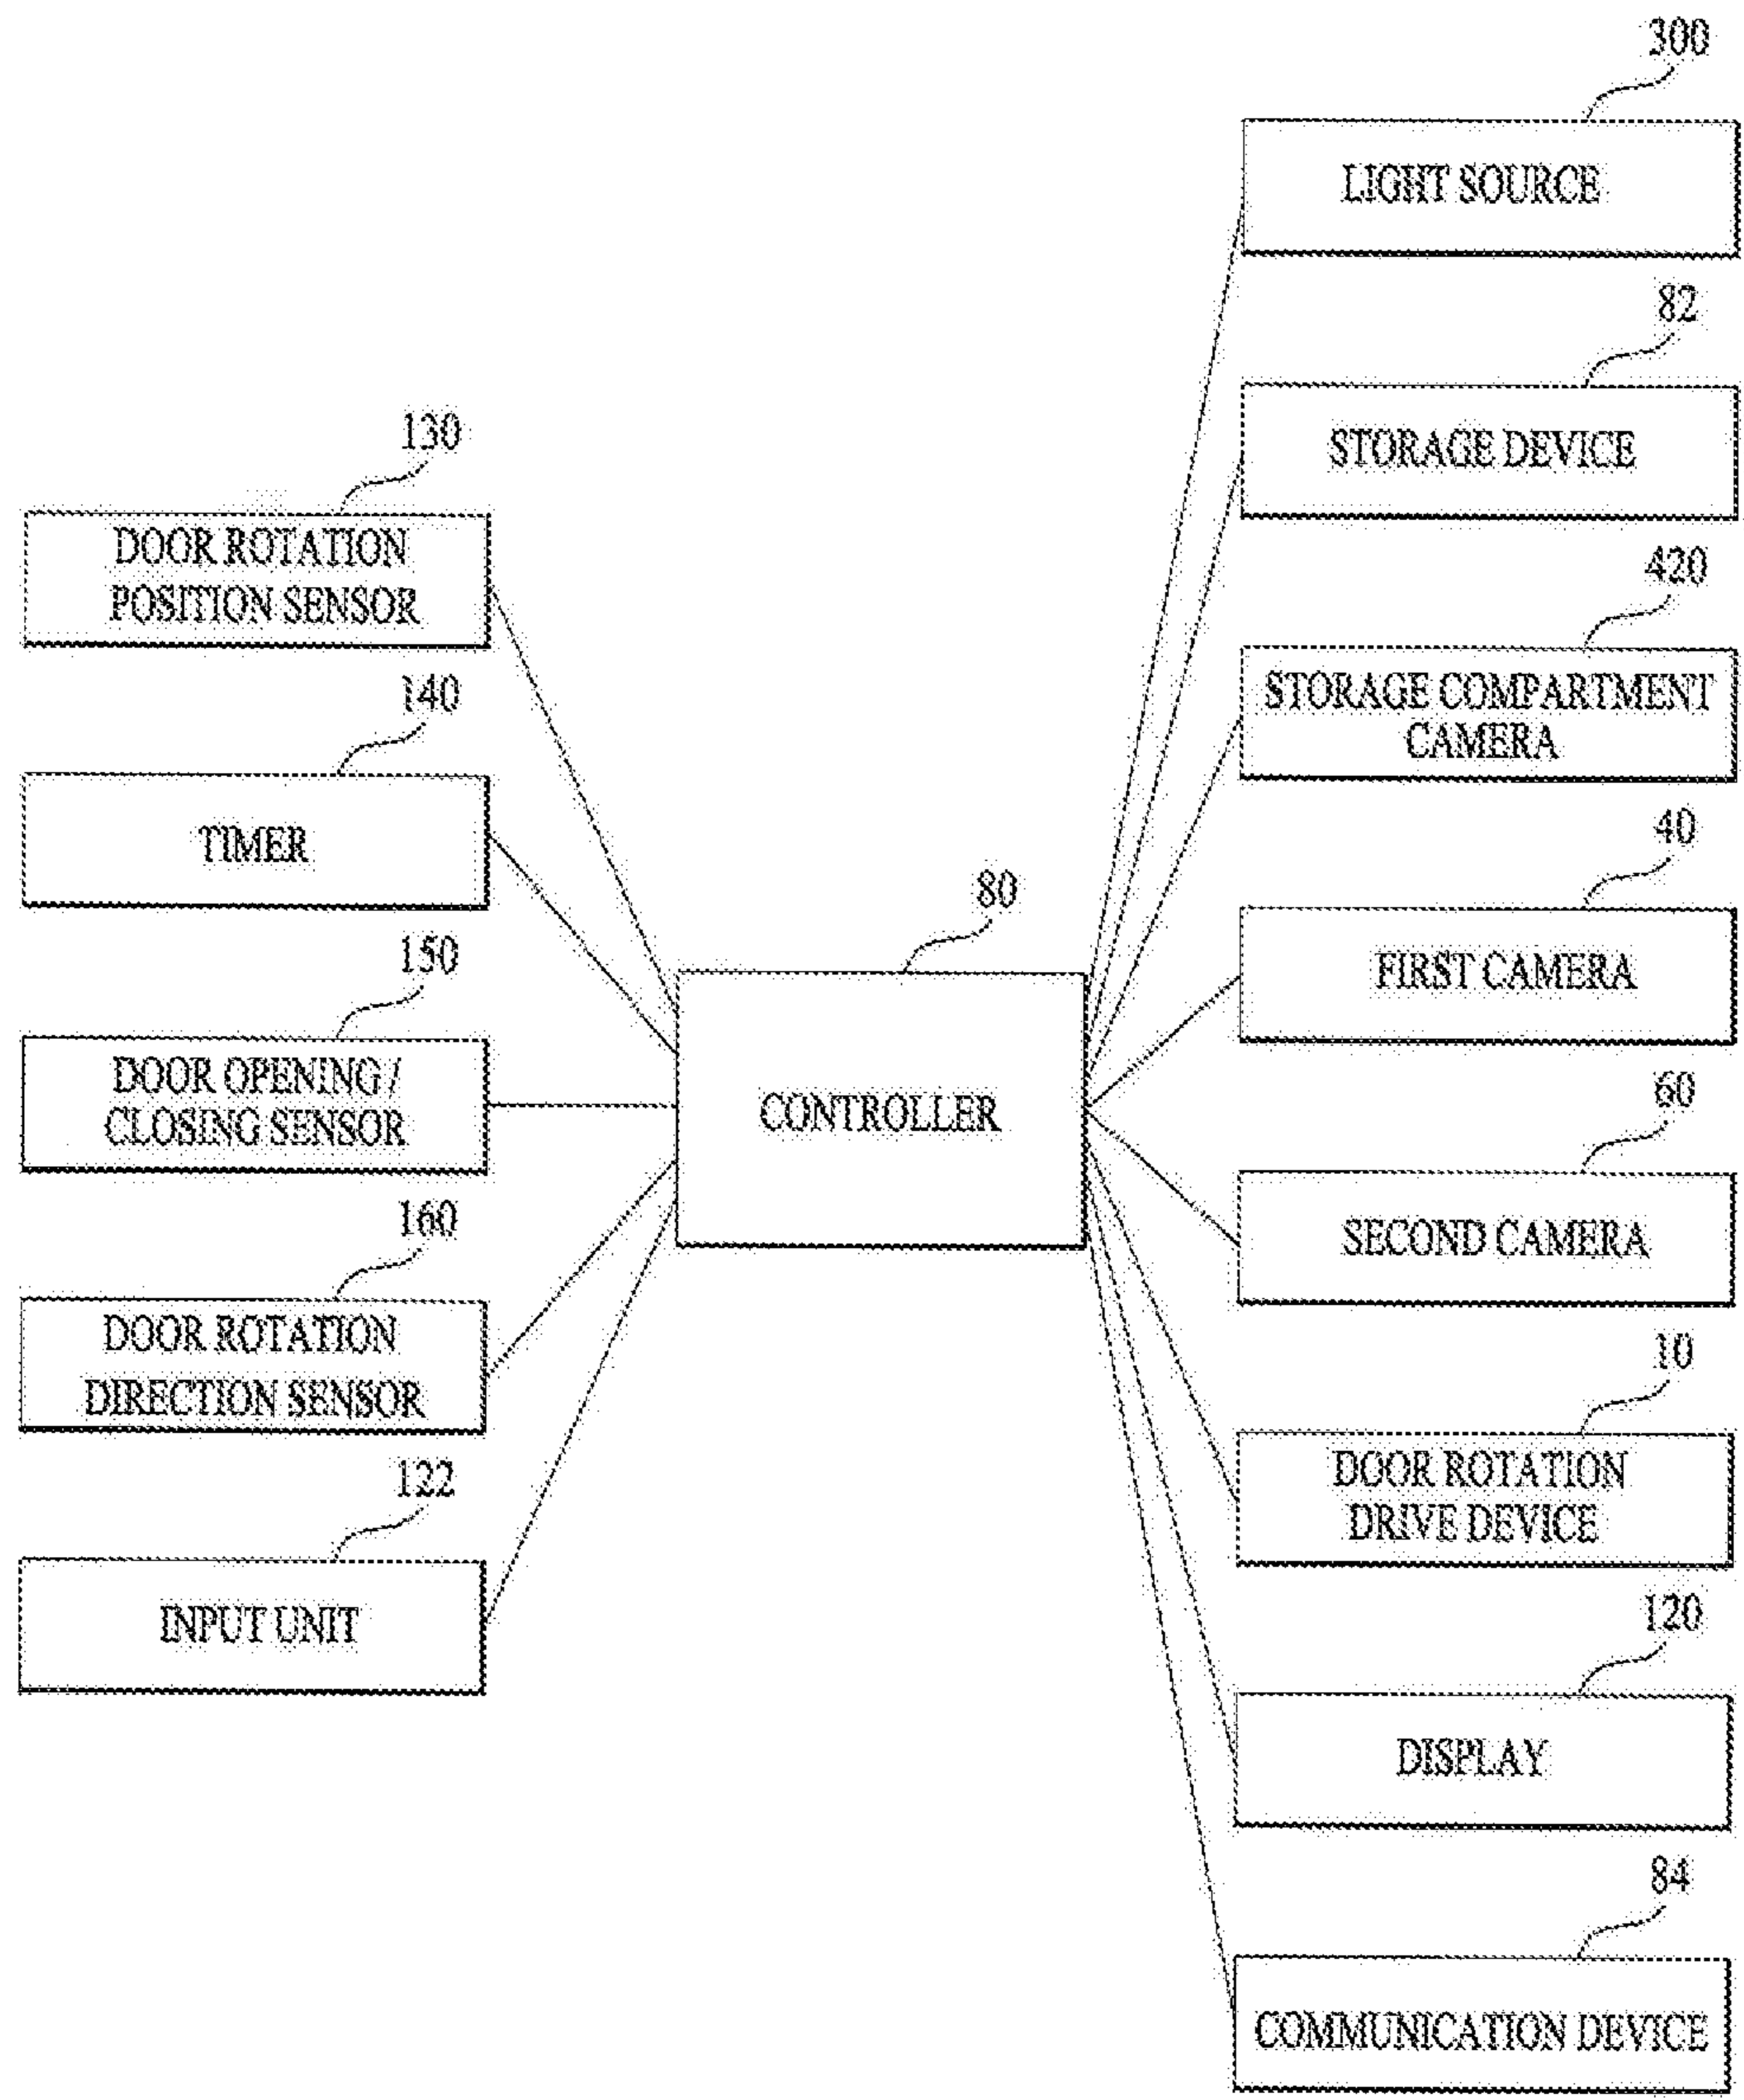 300
LIGHT SOURCE
82
STORAGE DEVICE
130
DOOR ROTATION
POSITION SENSOR
420
STORAGE COMPARTMENT
CAMERA
140
TIMER
40
FIRST CAMERA
80
CONTROLLER
150
DOOR OPENING /
CLOSING SENSOR
60
SECOND CAMERA
160
DOOR ROTATION
DIRECTION SENSOR
10
DOOR ROTATION
DRIVE DEVICE
122
INPUT UNIT
120
DISPLAY
84
COMMUNICATION DEVICE